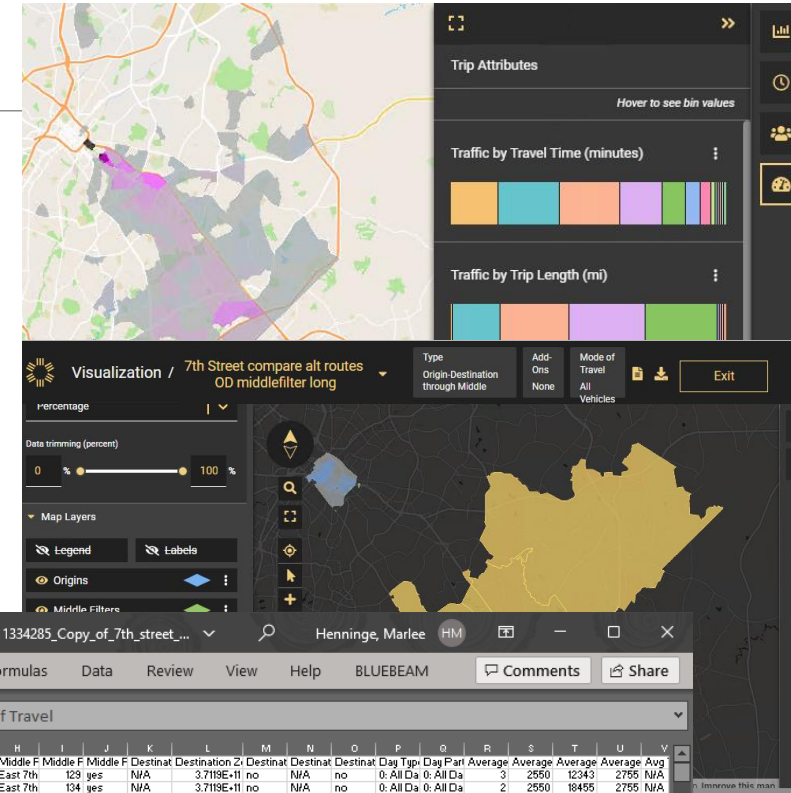 Trip Attributes
Hover to see bin values
Traffic by Travel Time (minutes)
Traffic by Trip Length (mi)
Visualization /
7th Street compare alt routes
OD middlefilter long
Type
Origin-Destination
through Middle
Add-
Ons
None
Mode of
Travel
All
Vehicles
Exit
Percentage
Data trimming (percent)
0 % 100 %
Map Layers
Legend Labels
Origins
Middle Filters
1334285_Copy_of_7th_street_...
Henninge, Marlee HM
ormulas Data Review View Help BLUEBEAM Comments Share
f Travel
H I J K L M N O P Q R S T U V
Middle F Middle F Middle F Destinat Destination Z Destinat Destinat Destinat Day Typ Day Part Average Average Average Average Avg
East 7th 129 yes N/A 3.7119E+11 no N/A no 0: All Da 0: All Da 3 2550 12343 2755 N/A
East 7th 134 yes N/A 3.7119E+11 no N/A no 0: All Da 0: All Da 2 2550 18455 2755 N/A
Improve this map